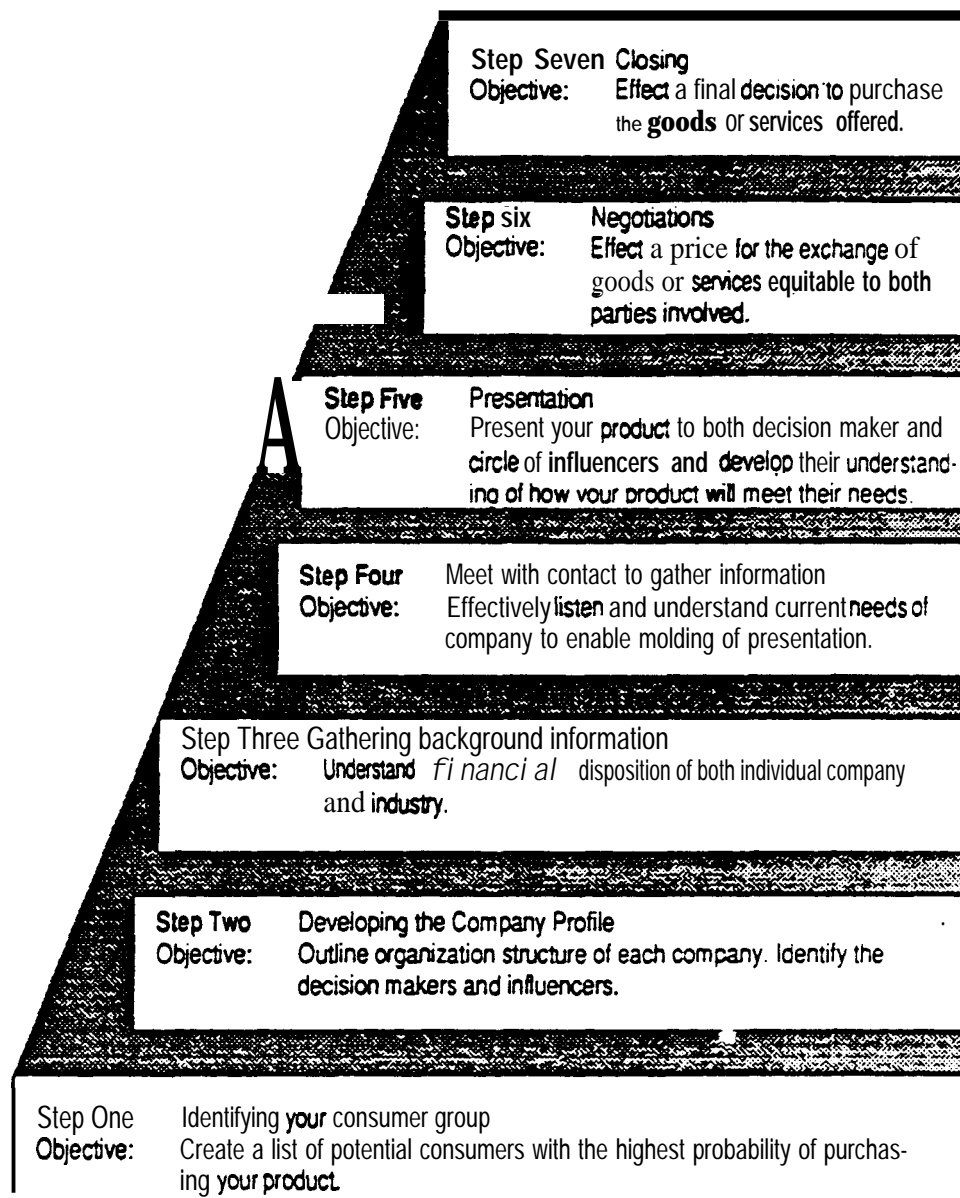 Step Seven Closing
Objective: Effect a final decision to purchase
the goods or services offered.
Step six Negotiations
Objective: Effect a price for the exchange of
goods or services equitable to both
parties involved.
A
Step Five Presentation
Objective: Present your product to both decision maker and
circle of influencers and develop their understand-
ing of how your product will meet their needs.
Step Four Meet with contact to gather information
Objective: Effectively listen and understand current needs of
company to enable molding of presentation.
Step Three Gathering background information
Objective: Understand financial disposition of both individual company
and industry.
Step Two Developing the Company Profile
Objective: Outline organization structure of each company. Identify the
decision makers and influencers.
Step One Identifying your consumer group
Objective: Create a list of potential consumers with the highest probability of purchas-
ing your product.